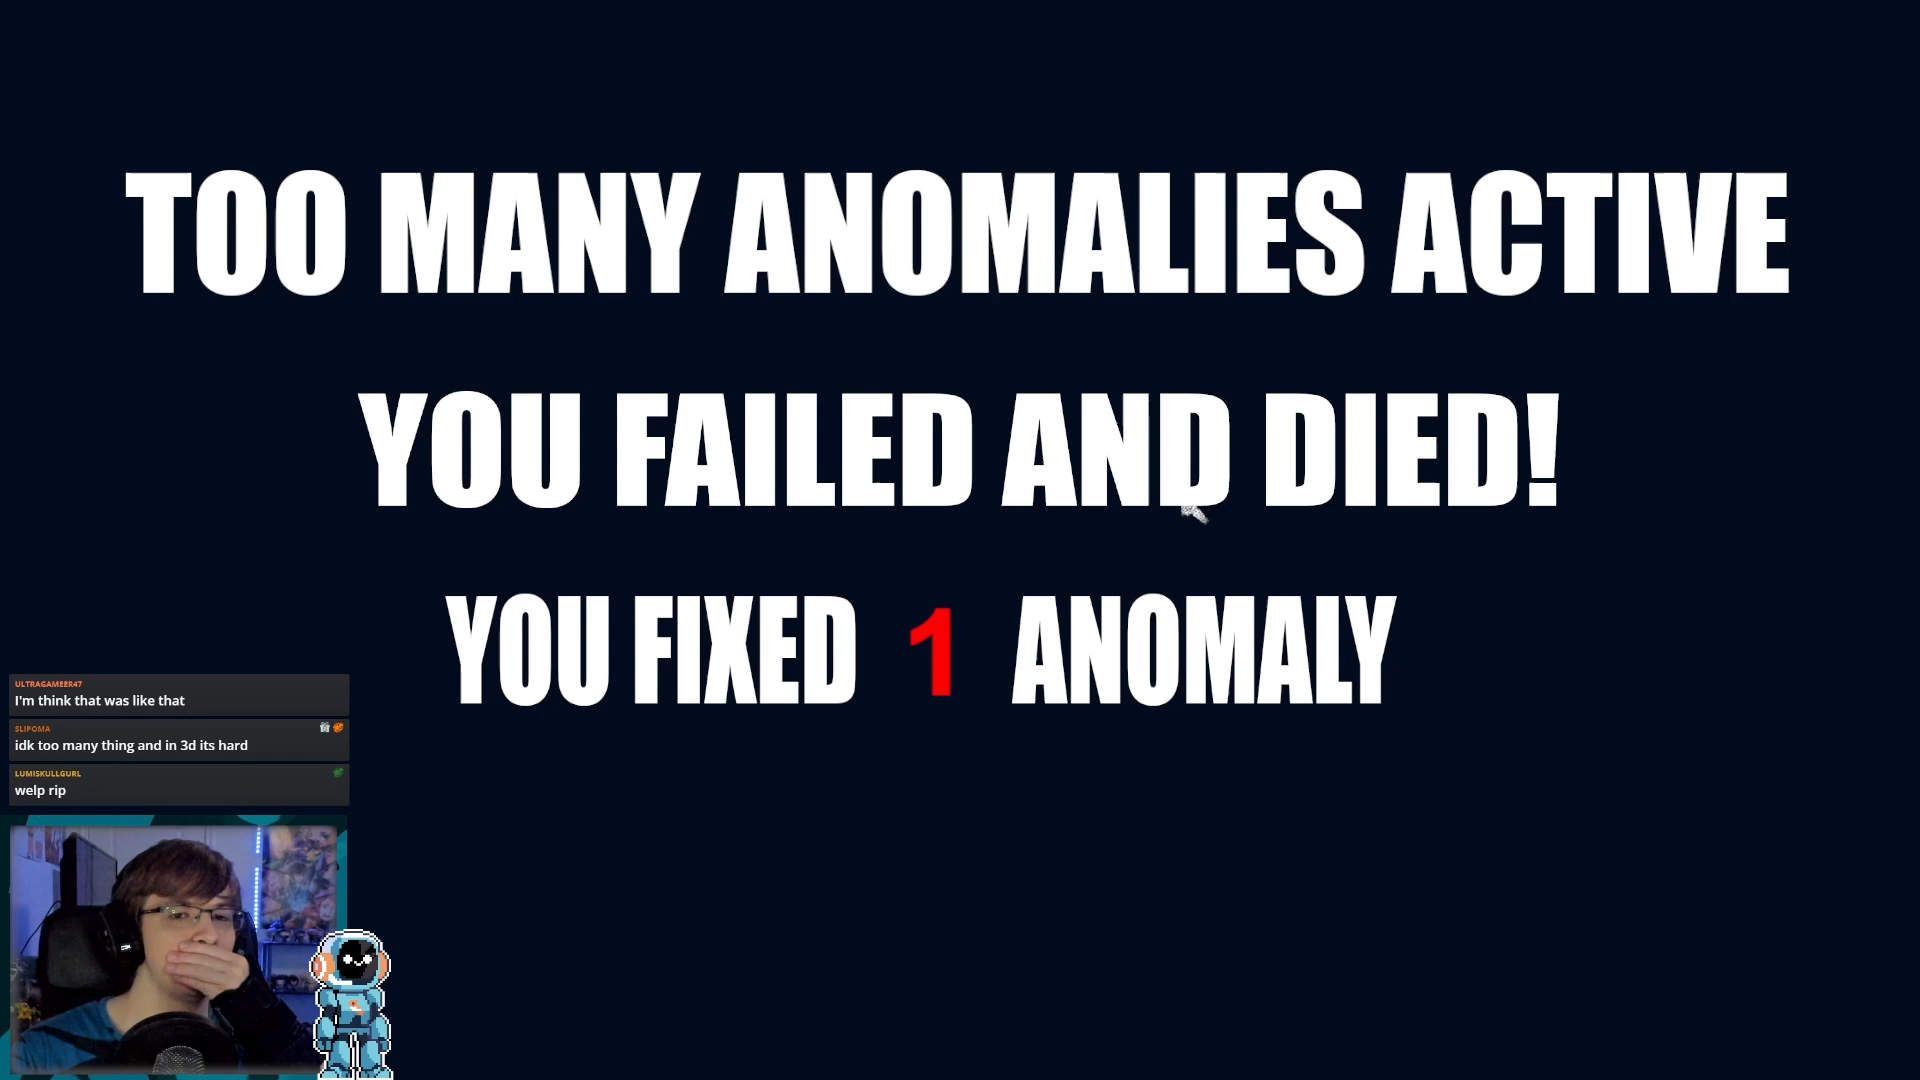 TOO MANY ANOMALIES ACTIVE
YOU FAILED AND DIED!
YOU FIXED 1 ANOMALY
ULTRAGAMEER47
I'm think that was like that
SLIPOMA
idk too many thing and in 3d its hard
LUMISKULLGURL
welp rip